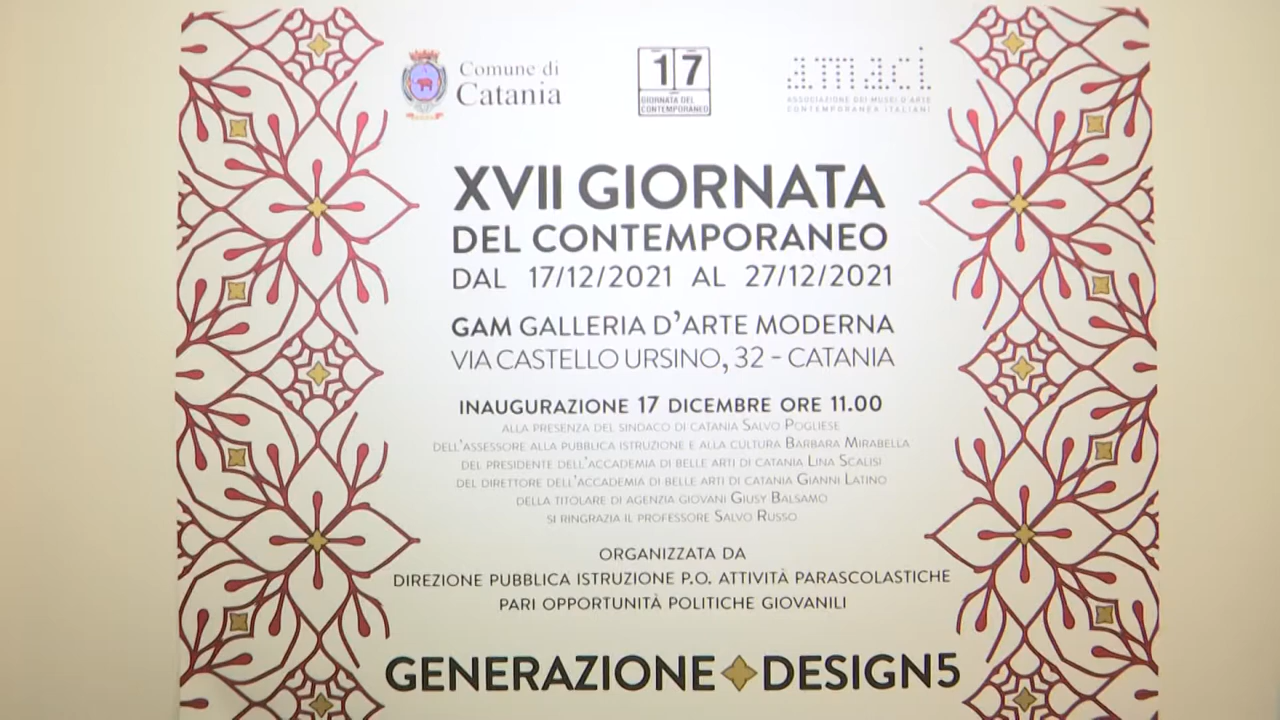 Comune di
Catania
17
GIORNATA DEL
CONTEMPORANEO
amaci
ASSOCIAZIONE DEI MUSEI D'ARTE
CONTEMPORANEA ITALIANI
XVII GIORNATA
DEL CONTEMPORANEO
DAL 17/12/2021 AL 27/12/2021
GAM GALLERIA D'ARTE MODERNA
VIA CASTELLO URSINO, 32 - CATANIA
INAUGURAZIONE 17 DICEMBRE ORE 11.00
ALLA PRESENZA DEL SINDACO DI CATANIA SALVO POGLIESE
DELL'ASSESSORE ALLA PUBBLICA ISTRUZIONE E ALLA CULTURA BARBARA MIRABELLA
DEL PRESIDENTE DELL'ACCADEMIA DI BELLE ARTI DI CATANIA LINA SCALISI
DEL DIRETTORE DELL'ACCADEMIA DI BELLE ARTI DI CATANIA GIANNI LATINO
DELLA TITOLARE DI AGENZIA GIOVANI GIUSY BALSAMO
SI RINGRAZIA IL PROFESSORE SALVO RUSSO
ORGANIZZATA DA
DIREZIONE PUBBLICA ISTRUZIONE P.O. ATTIVITÀ PARASCOLASTICHE
PARI OPPORTUNITÀ POLITICHE GIOVANILI
GENERAZIONE DESIGN5